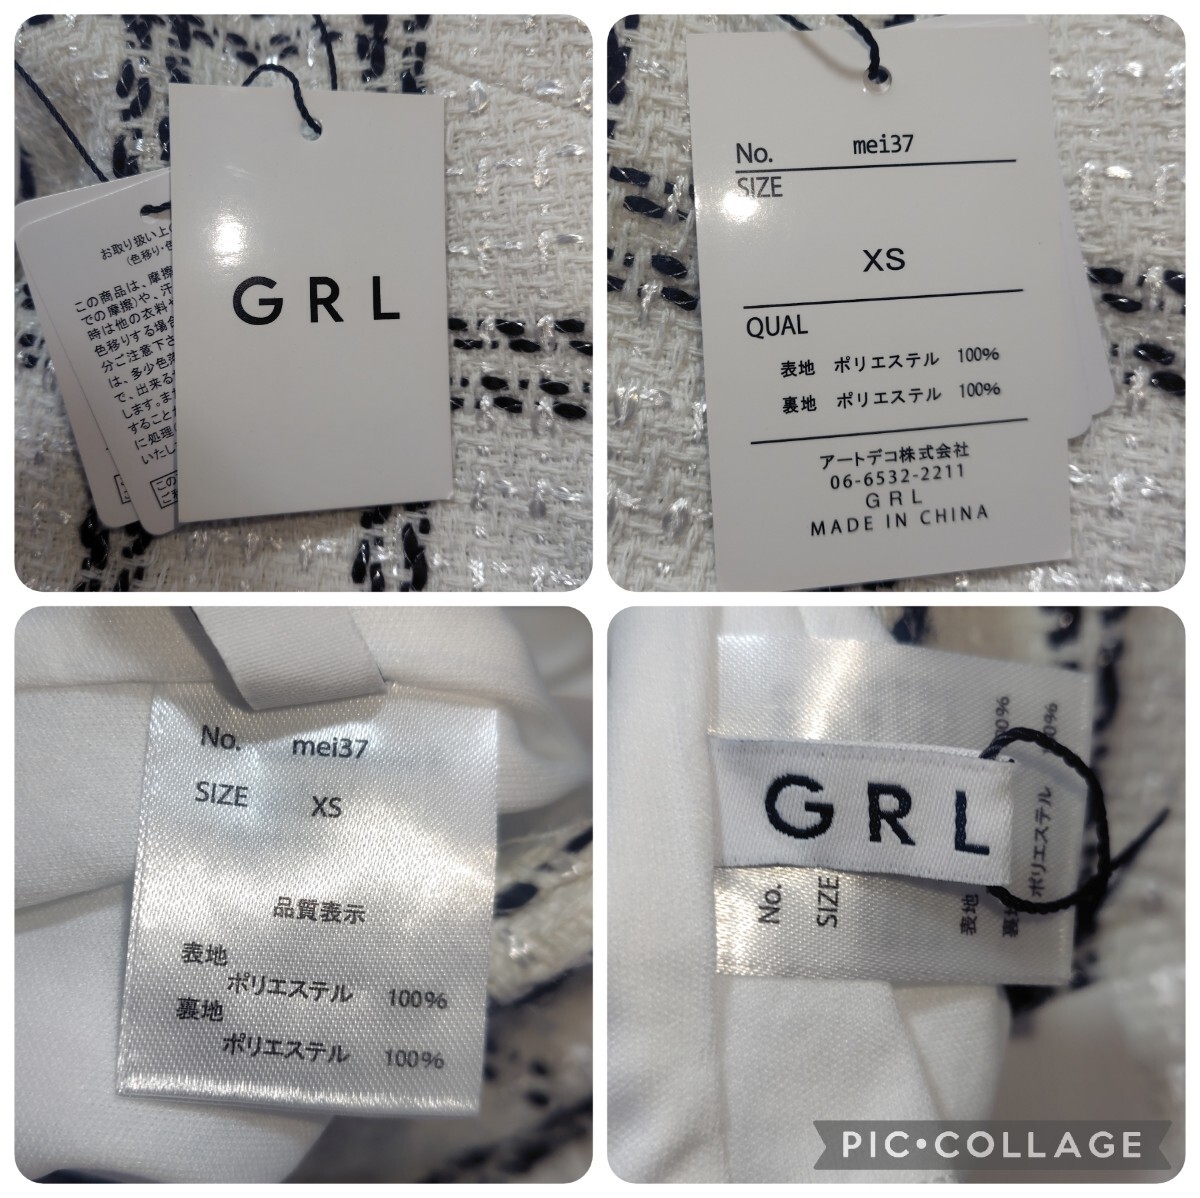 お取り扱い上の
（色移り・色
この商品は、摩擦
での摩擦）や、汗
時は他の衣料
色移りする場合
分ご注意下さ
は、多少色落
で、出来る
します。ま
することが
に処理
いたし
この
ご
GRL
No. mei37
SIZE
XS
QUAL
表地 ポリエステル 100%
裏地 ポリエステル 100%
アートデコ株式会社
06-6532-2211
GRL
MADE IN CHINA
No. mei37
SIZE XS
品質表示
表地
ポリエステル 100%
裏地
ポリエステル 100%
GRL
No.
SIZE
表地
裏地
ポリエステル
PIC•COLLAGE